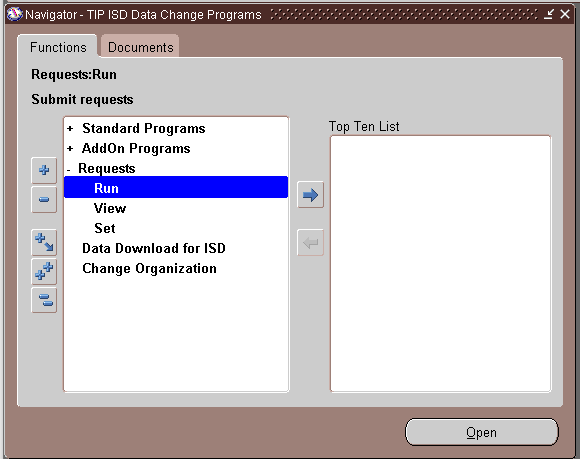 Navigator - TIP ISD Data Change Programs
Functions
Documents
Requests:Run
Submit requests
+ Standard Programs
+ AddOn Programs
- Requests
Run
View
Set
Data Download for ISD
Change Organization
Top Ten List
Open